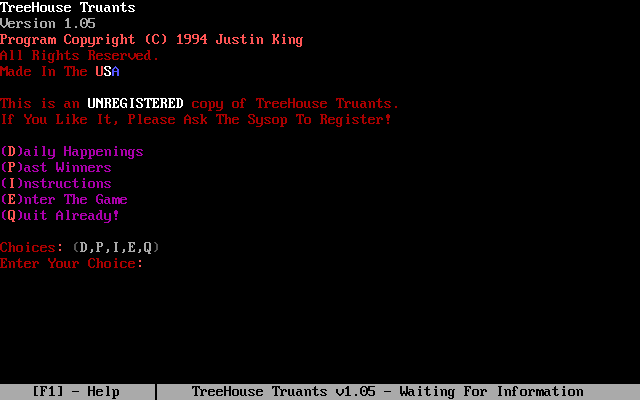 TreeHouse Truants
Version 1.05
Program Copyright (C) 1994 Justin King
All Rights Reserved.
Made In The USA
This is an UNREGISTERED copy of TreeHouse Truants.
If You Like It, Please Ask The Sysop To Register!
(D)aily Happenings
(P)ast Winners
(I)nstructions
(E)nter The Game
(Q)uit Already!
Choices: (D,P,I,E,Q)
Enter Your Choice:
[F1] - Help | TreeHouse Truants v1.05 - Waiting For Information